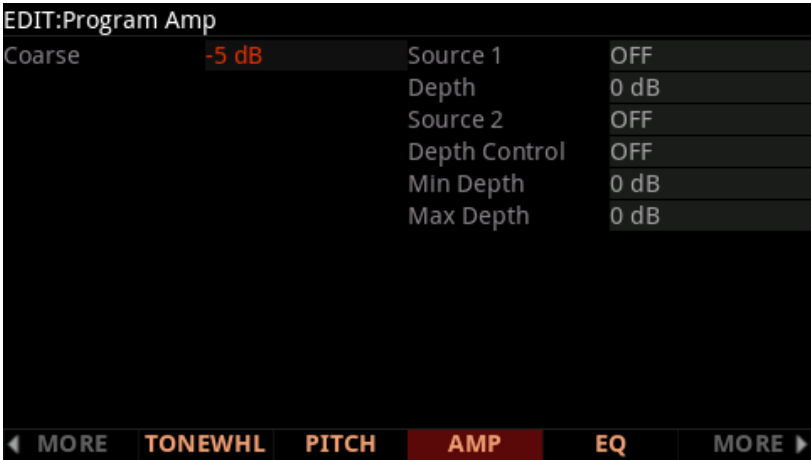 EDIT:Program Amp
Coarse -5 dB Source 1 OFF
Depth 0 dB
Source 2 OFF
Depth Control OFF
Min Depth 0 dB
Max Depth 0 dB
MORE TONEWHL PITCH AMP EQ MORE